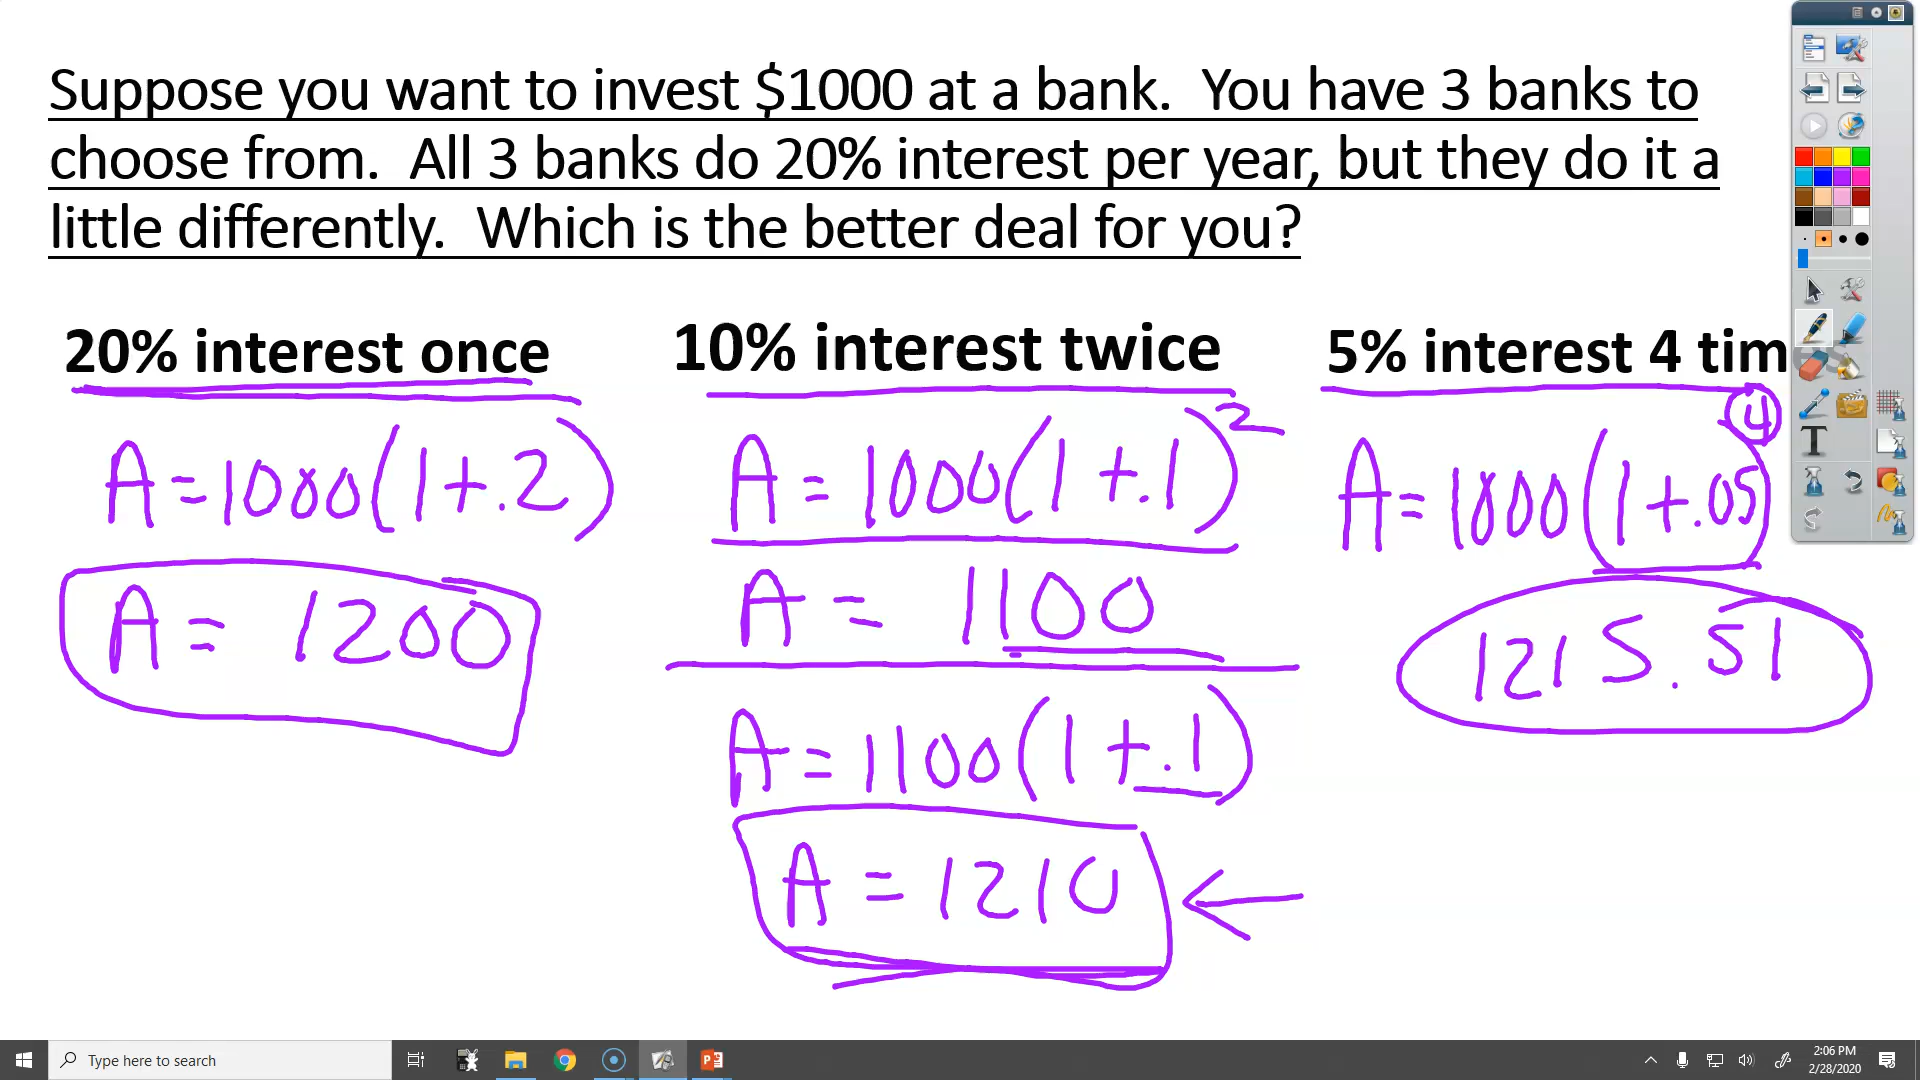 Suppose you want to invest $1000 at a bank.  You have 3 banks to
choose from.  All 3 banks do 20% interest per year, but they do it a
little differently.  Which is the better deal for you?
20% interest once
A=1000(1+.2)
A= 1200
10% interest twice
A=1000(1+.1)²
A= 1100
A=1100(1+.1)
A=1210
5% interest 4 times
A=1000(1+.05)⁴
1215.51
T
Type here to search
2:06 PM
2/28/2020